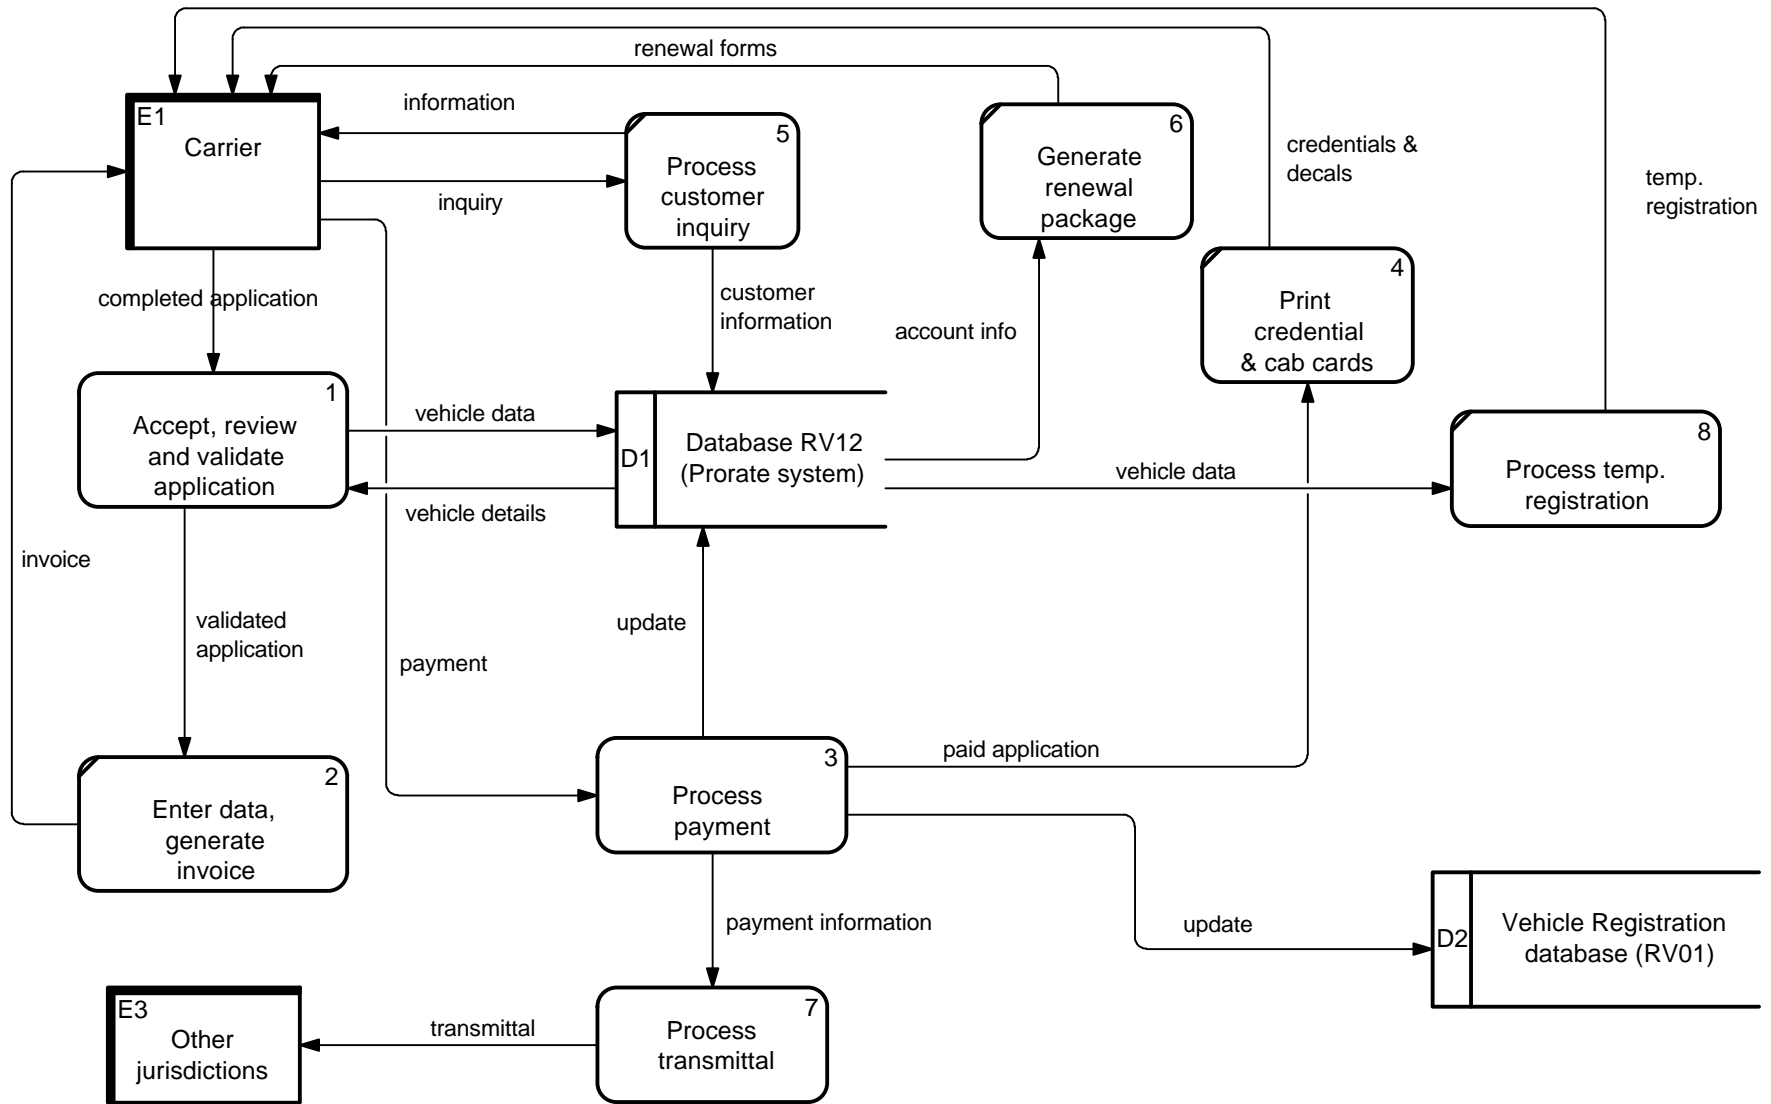 renewal forms
E1
Carrier
information
inquiry
5
Process
customer
inquiry
6
Generate
renewal
package
credentials &
decals
temp.
registration
completed application
customer
information
account info
4
Print
credential
& cab cards
1
Accept, review
and validate
application
vehicle data
vehicle details
D1
Database RV12
(Prorate system)
vehicle data
8
Process temp.
registration
invoice
validated
application
payment
update
2
Enter data,
generate
invoice
3
Process
payment
paid application
payment information
update
D2
Vehicle Registration
database (RV01)
E3
Other
jurisdictions
transmittal
7
Process
transmittal